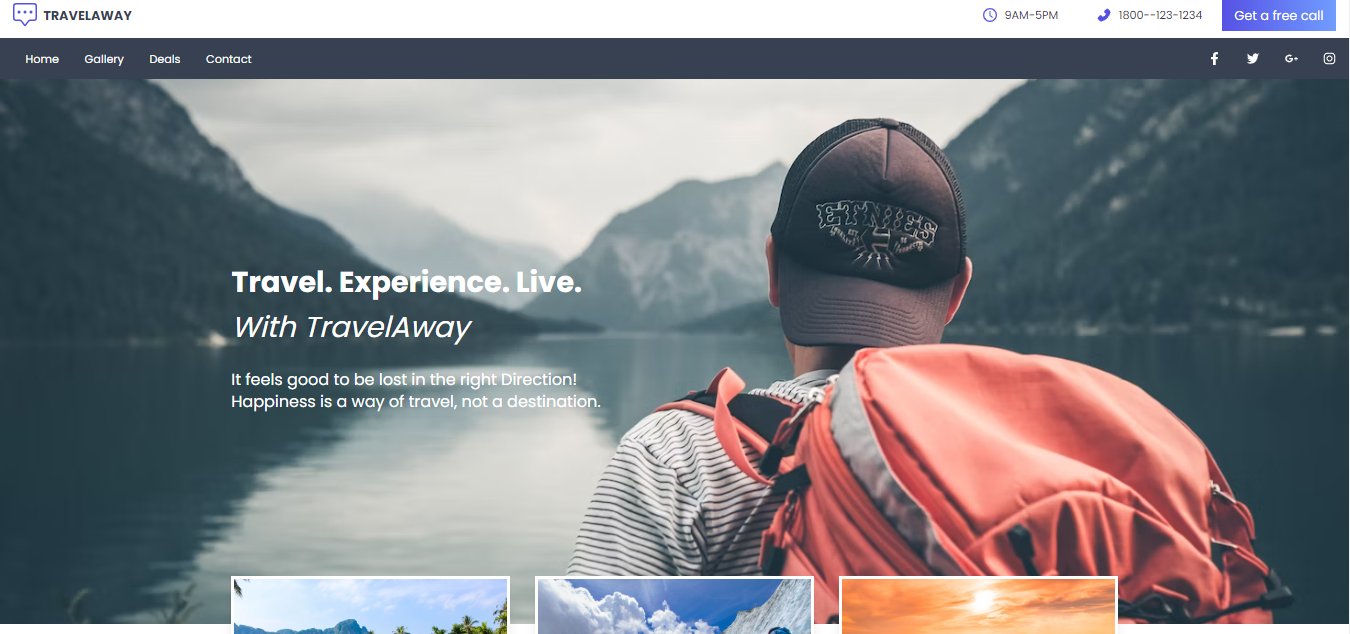 TRAVELAWAY
9AM-5PM
1800--123-1234
Get a free call
Home
Gallery
Deals
Contact
G+
ETNIES
Travel. Experience. Live.
With TravelAway
It feels good to be lost in the right Direction!
Happiness is a way of travel, not a destination.